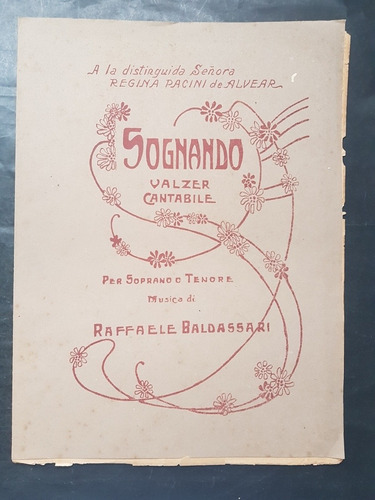 A la distinguida Señora
REGINA PACINI de ALVEAR
SOGNANDO
VALZER
CANTABILE
PER SOPRANO O TENORE
Musica di
RAFFAELE BALDASSARI